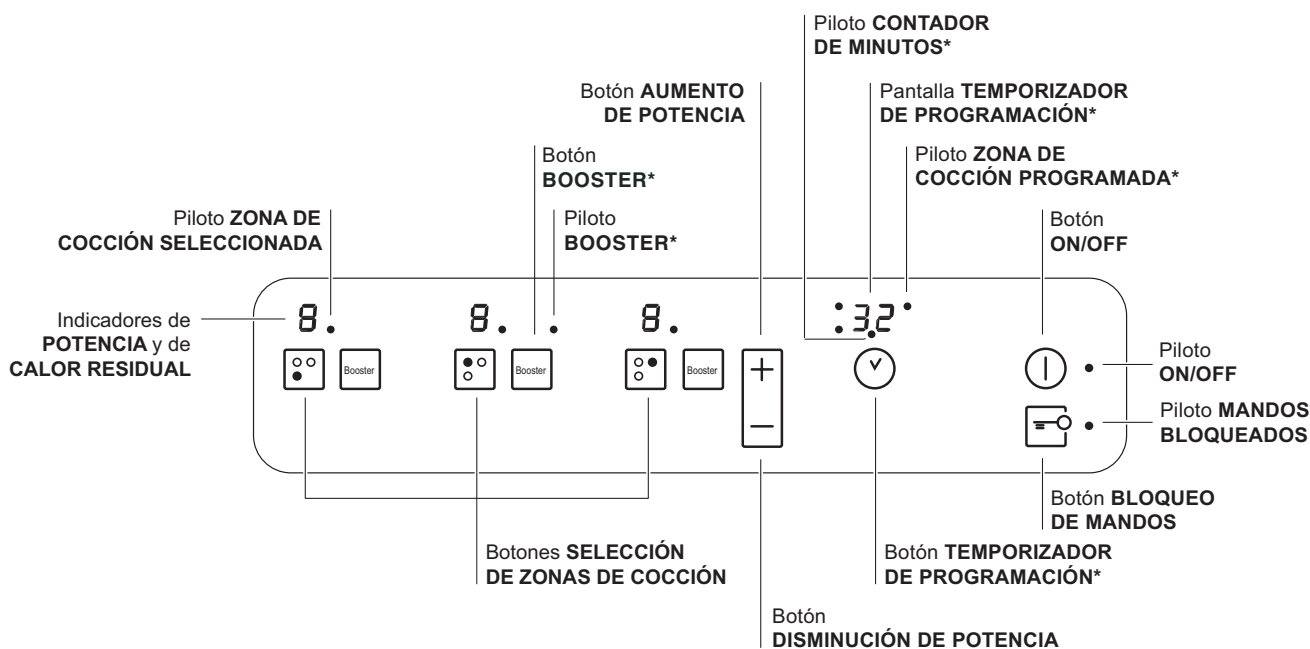 Piloto CONTADOR
DE MINUTOS*
Botón AUMENTO
DE POTENCIA
Pantalla TEMPORIZADOR
DE PROGRAMACIÓN*
Botón
BOOSTER*
Piloto ZONA DE
COCCIÓN PROGRAMADA*
Piloto ZONA DE
COCCIÓN SELECCIONADA
Piloto
BOOSTER*
Botón
ON/OFF
Indicadores de
POTENCIA y de
CALOR RESIDUAL
8. 8. 8. 32
Booster Booster Booster
+
−
Piloto
ON/OFF
Piloto MANDOS
BLOQUEADOS
Botón BLOQUEO
DE MANDOS
Botones SELECCIÓN
DE ZONAS DE COCCIÓN
Botón TEMPORIZADOR
DE PROGRAMACIÓN*
Botón
DISMINUCIÓN DE POTENCIA